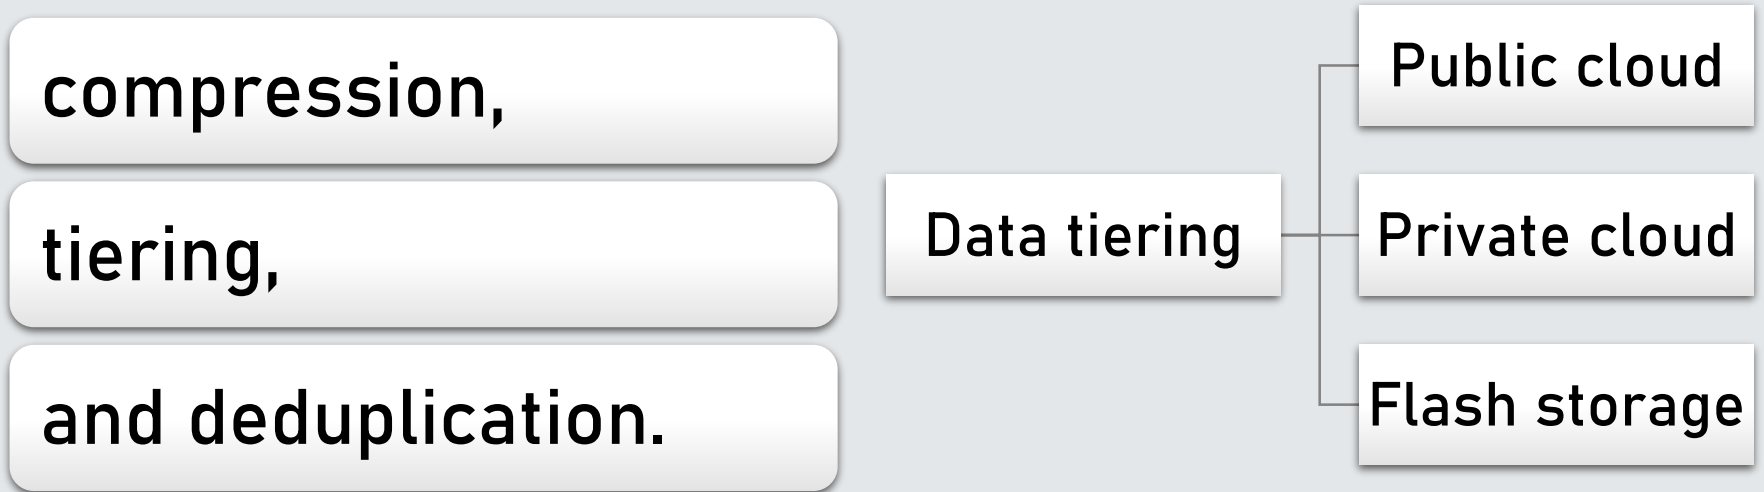 compression,
tiering,
and deduplication.
Data tiering
Public cloud
Private cloud
Flash storage